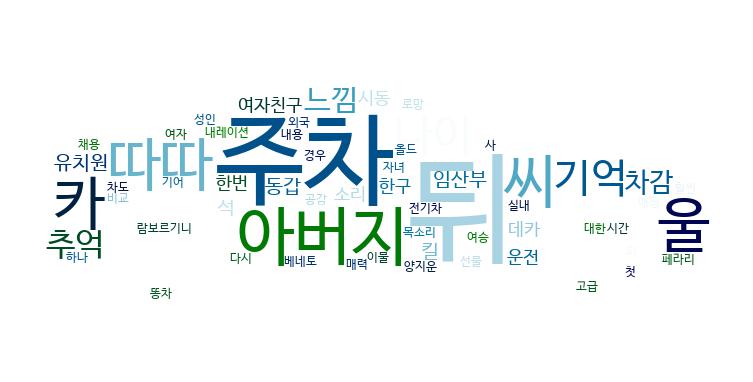 느낌 시동
여자친구 로망
성인 외국 나이
여자 내레이션 내용 올드
채용 주차 사
유치원 따따 경우 뒤 씨 기억
한번 동갑 자녀 한구 임산부 차감
차도 기어
카 비교 석 공감 소리 전기차 실내
람보르기니 아버지 데카 대한 시간 울
추억 목소리 여승
하나 다시 베네토 매력 이물 킬 운전 페라리
양지운 선물 첫
똥차 고급